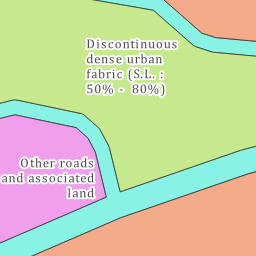 Discontinuous
dense urban
fabric (S.L. :
50% -  80%)
Other roads
and associated
land